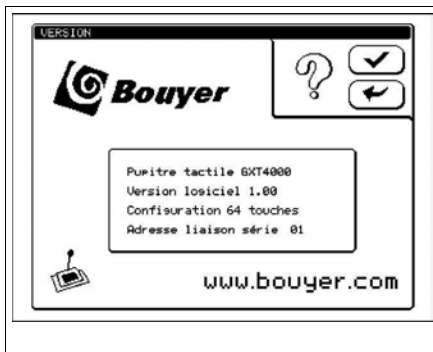 VERSION
Bouyer
Pupitre tactile GXT4000
Version logiciel 1.00
Configuration 64 touches
Adresse liaison série 01
www.bouyer.com